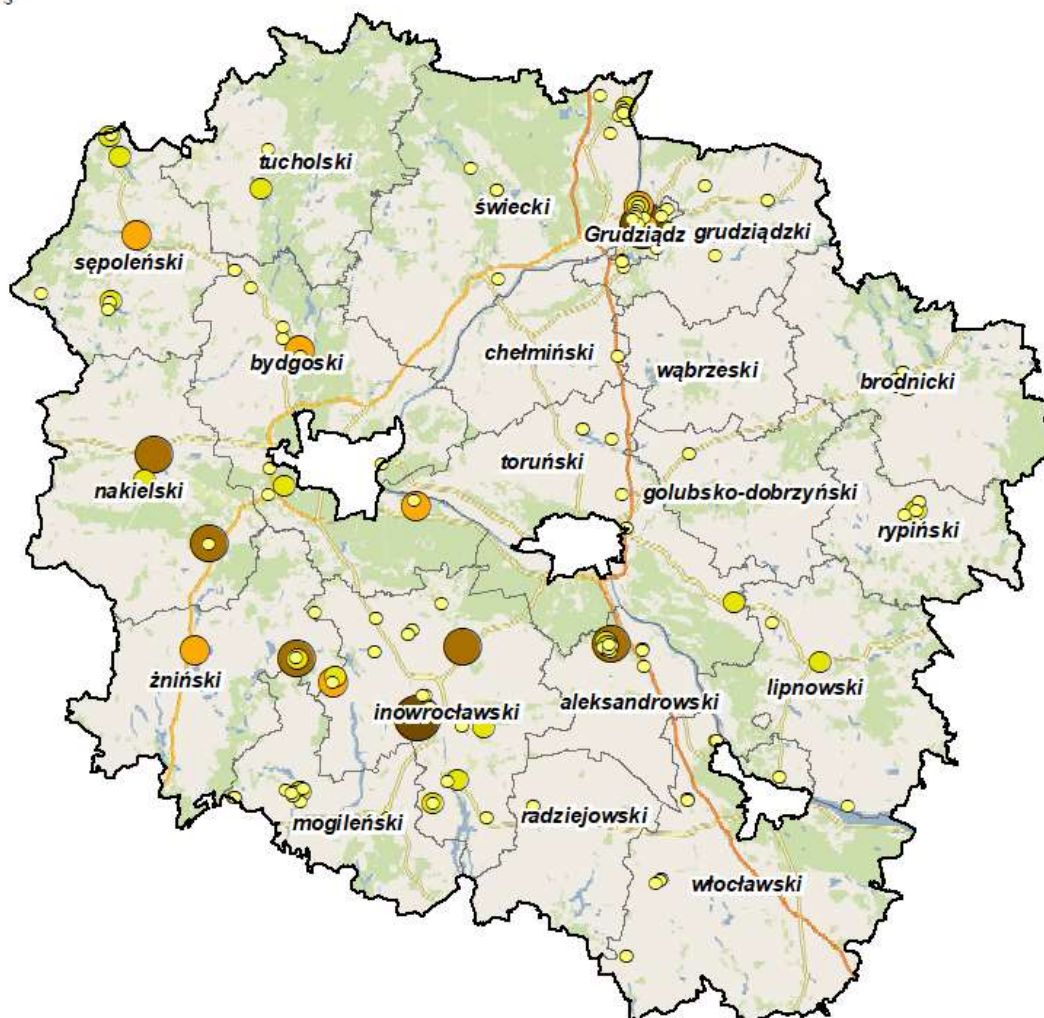 tucholski
świecki
Grudziądz
grudziądzki
sępoleński
chełmiński
wąbrzeski
bydgoski
brodnicki
toruński
nakielski
golubsko-dobrzyński
rypiński
żniński
lipnowski
aleksandrowski
inowrocławski
radziejowski
mogileński
włocławski